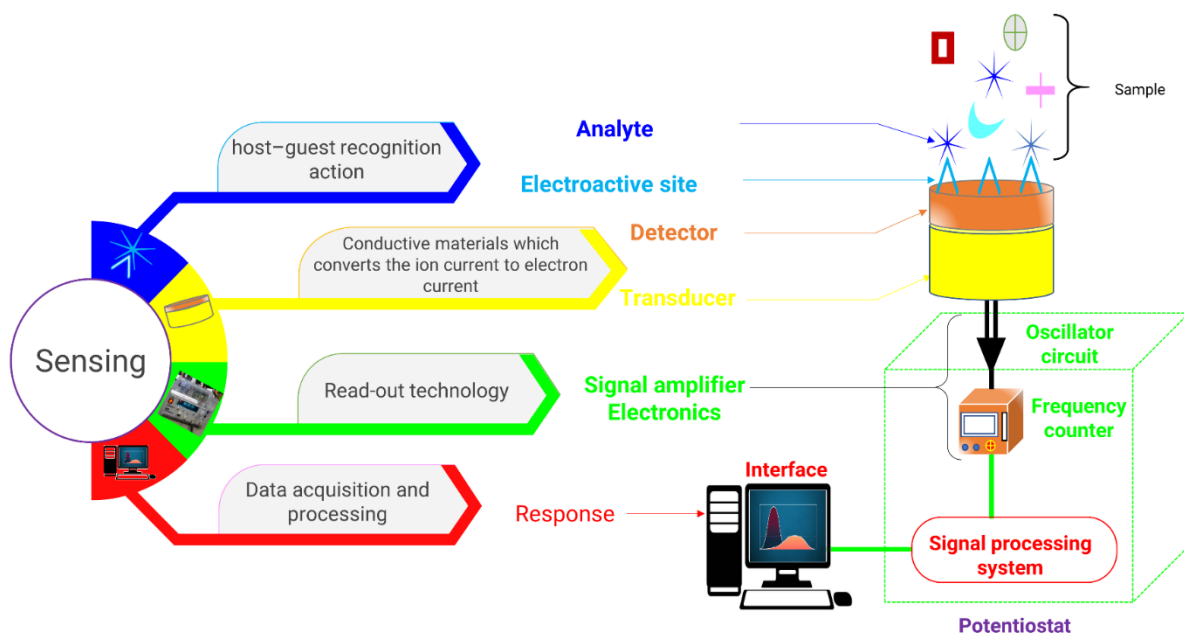 Sample
host–guest recognition
action
Analyte
Electroactive site
Detector
Conductive materials which
converts the ion current to electron
current
Transducer
Sensing
Oscillator
circuit
Read-out technology
Signal amplifier
Electronics
Frequency
counter
Interface
Data acquisition and
processing
Response
Signal processing
system
Potentiostat